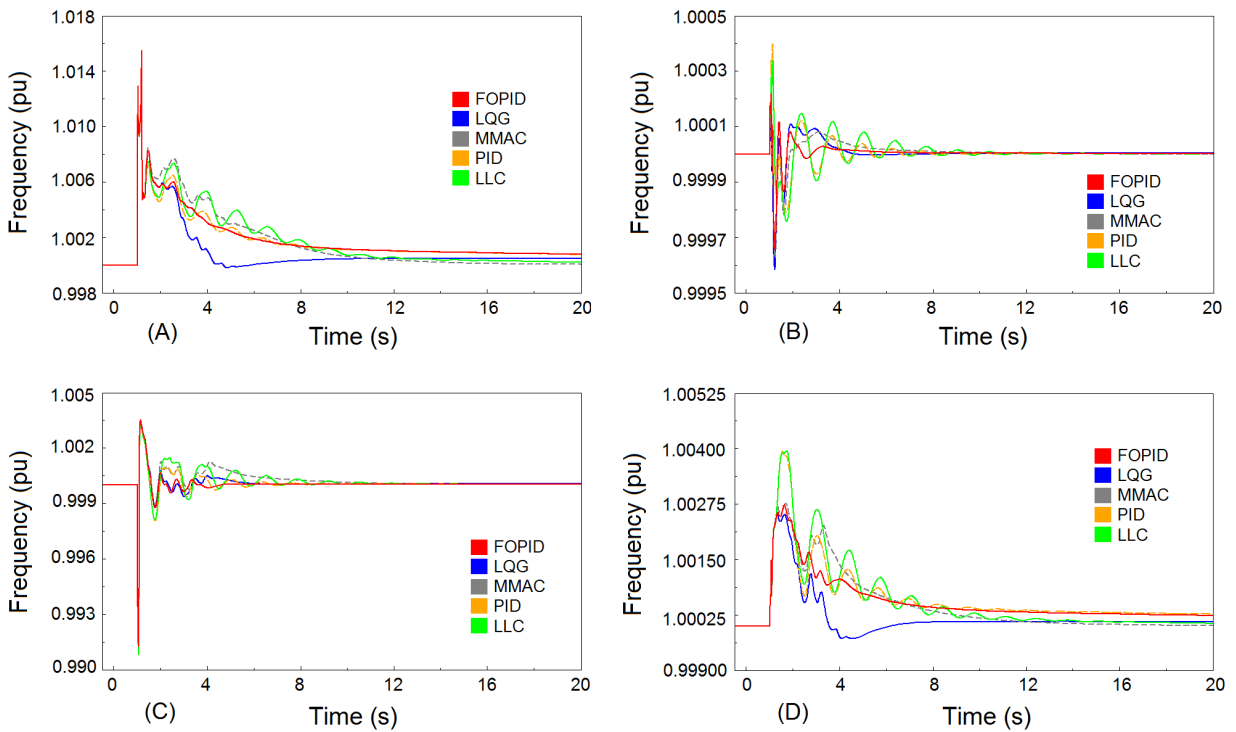 1.018
1.014
1.010
1.006
1.002
0.998
Frequency (pu)
FOPID
LQG
MMAC
PID
LLC
0 4 8 12 16 20
(A)
Time (s)
1.0005
1.0003
1.0001
0.9999
0.9997
0.9995
Frequency (pu)
FOPID
LQG
MMAC
PID
LLC
0 4 8 12 16 20
(B)
Time (s)
1.005
1.002
0.999
0.996
0.993
0.990
Frequency (pu)
FOPID
LQG
MMAC
PID
LLC
0 4 8 12 16 20
(C)
Time (s)
1.00525
1.00400
1.00275
1.00150
1.00025
0.99900
Frequency (pu)
FOPID
LQG
MMAC
PID
LLC
0 4 8 12 16 20
(D)
Time (s)